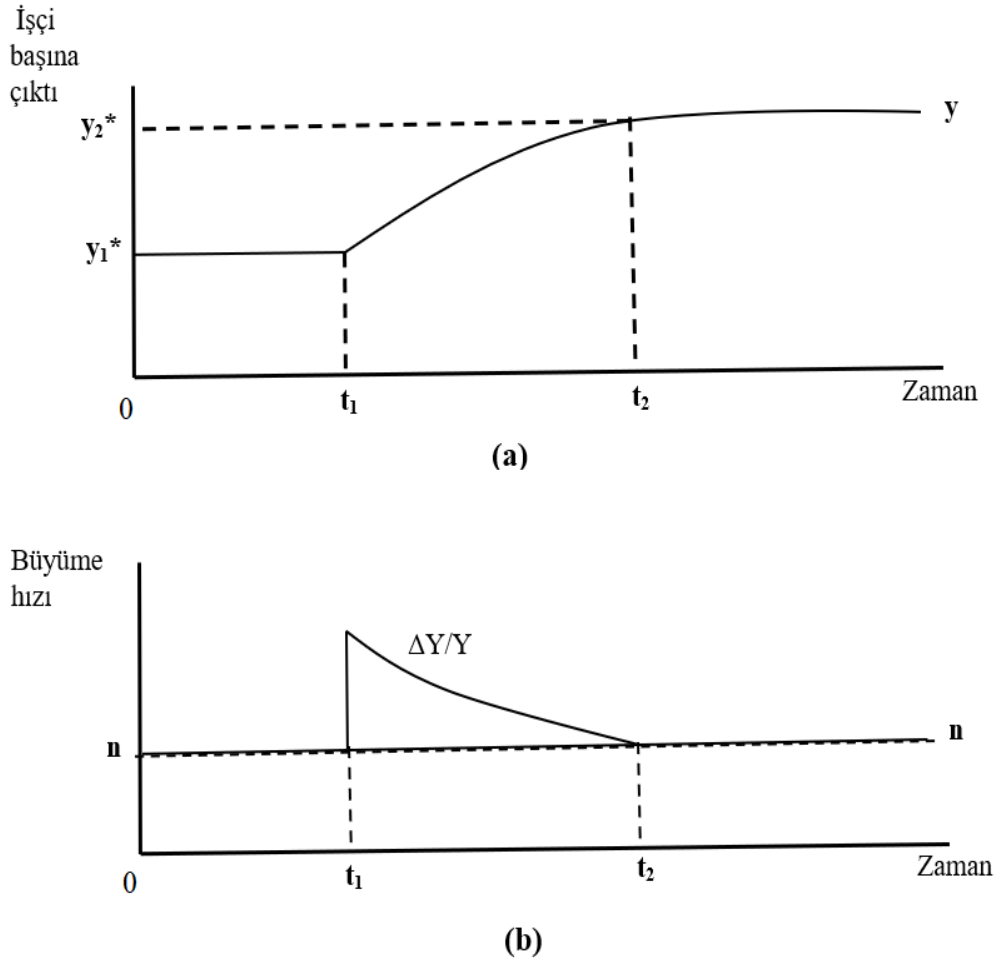 İşçi
başına
çıktı
y₂*
y
y₁*
0
t₁
t₂
Zaman
(a)
Büyüme
hızı
ΔY/Y
n
n
0
t₁
t₂
Zaman
(b)